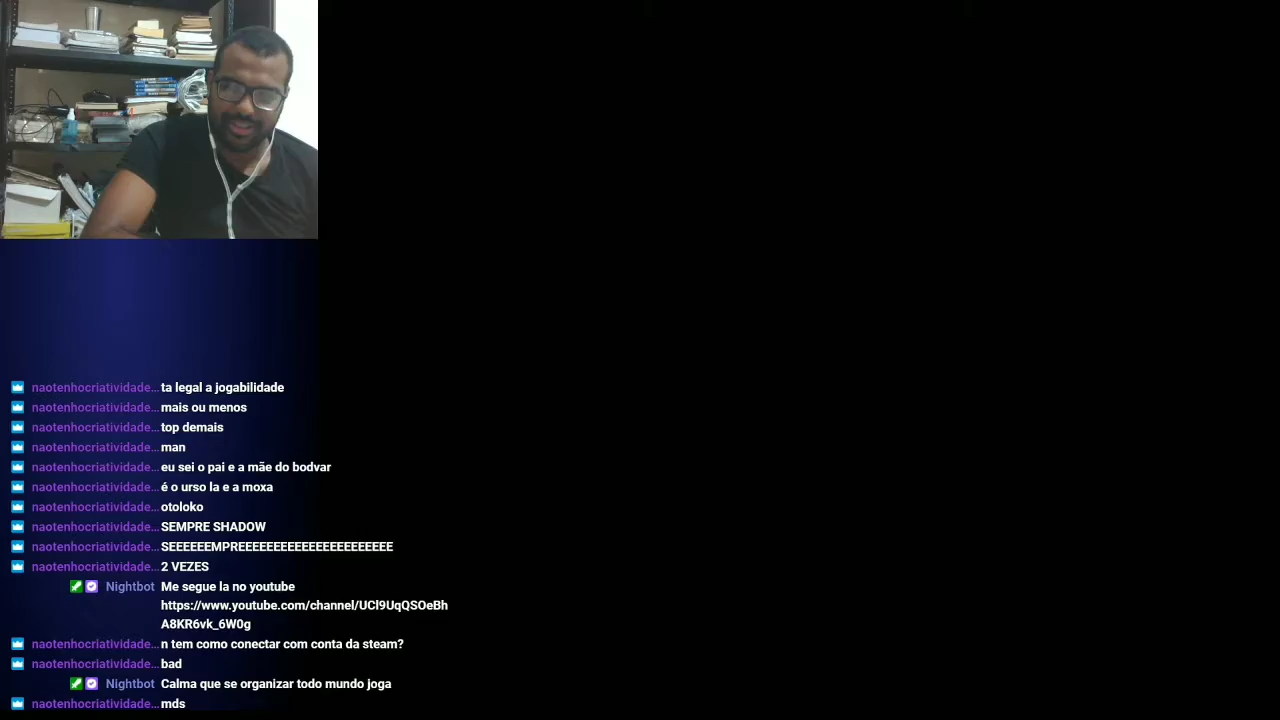 naotenhocriatividade... ta legal a jogabilidade
naotenhocriatividade... mais ou menos
naotenhocriatividade... top demais
naotenhocriatividade... man
naotenhocriatividade... eu sei o pai e a mãe do bodvar
naotenhocriatividade... é o urso la e a moxa
naotenhocriatividade... otoloko
naotenhocriatividade... SEMPRE SHADOW
naotenhocriatividade... SEEEEEEMPREEEEEEEEEEEEEEEEEEEEEE
naotenhocriatividade... 2 VEZES
Nightbot Me segue la no youtube
https://www.youtube.com/channel/UCl9UqQSOeBh
A8KR6vk_6W0g
naotenhocriatividade... n tem como conectar com conta da steam?
naotenhocriatividade... bad
Nightbot Calma que se organizar todo mundo joga
naotenhocriatividade... mds